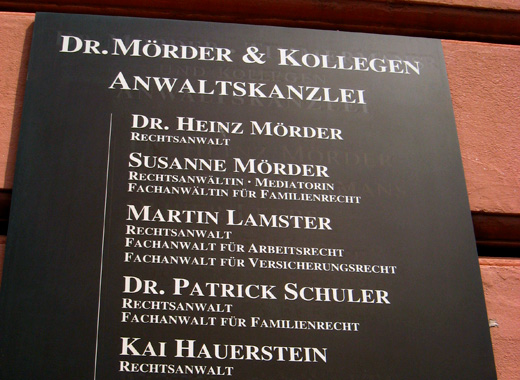 DR. MÖRDER & KOLLEGEN
ANWALTSKANZLEI
DR. HEINZ MÖRDER
RECHTSANWALT
SUSANNE MÖRDER
RECHTSANWÄLTIN · MEDIATORIN
FACHANWÄLTIN FÜR FAMILIENRECHT
MARTIN LAMSTER
RECHTSANWALT
FACHANWALT FÜR ARBEITSRECHT
FACHANWALT FÜR VERSICHERUNGSRECHT
DR. PATRICK SCHULER
RECHTSANWALT
FACHANWALT FÜR FAMILIENRECHT
KAI HAUERSTEIN
RECHTSANWALT